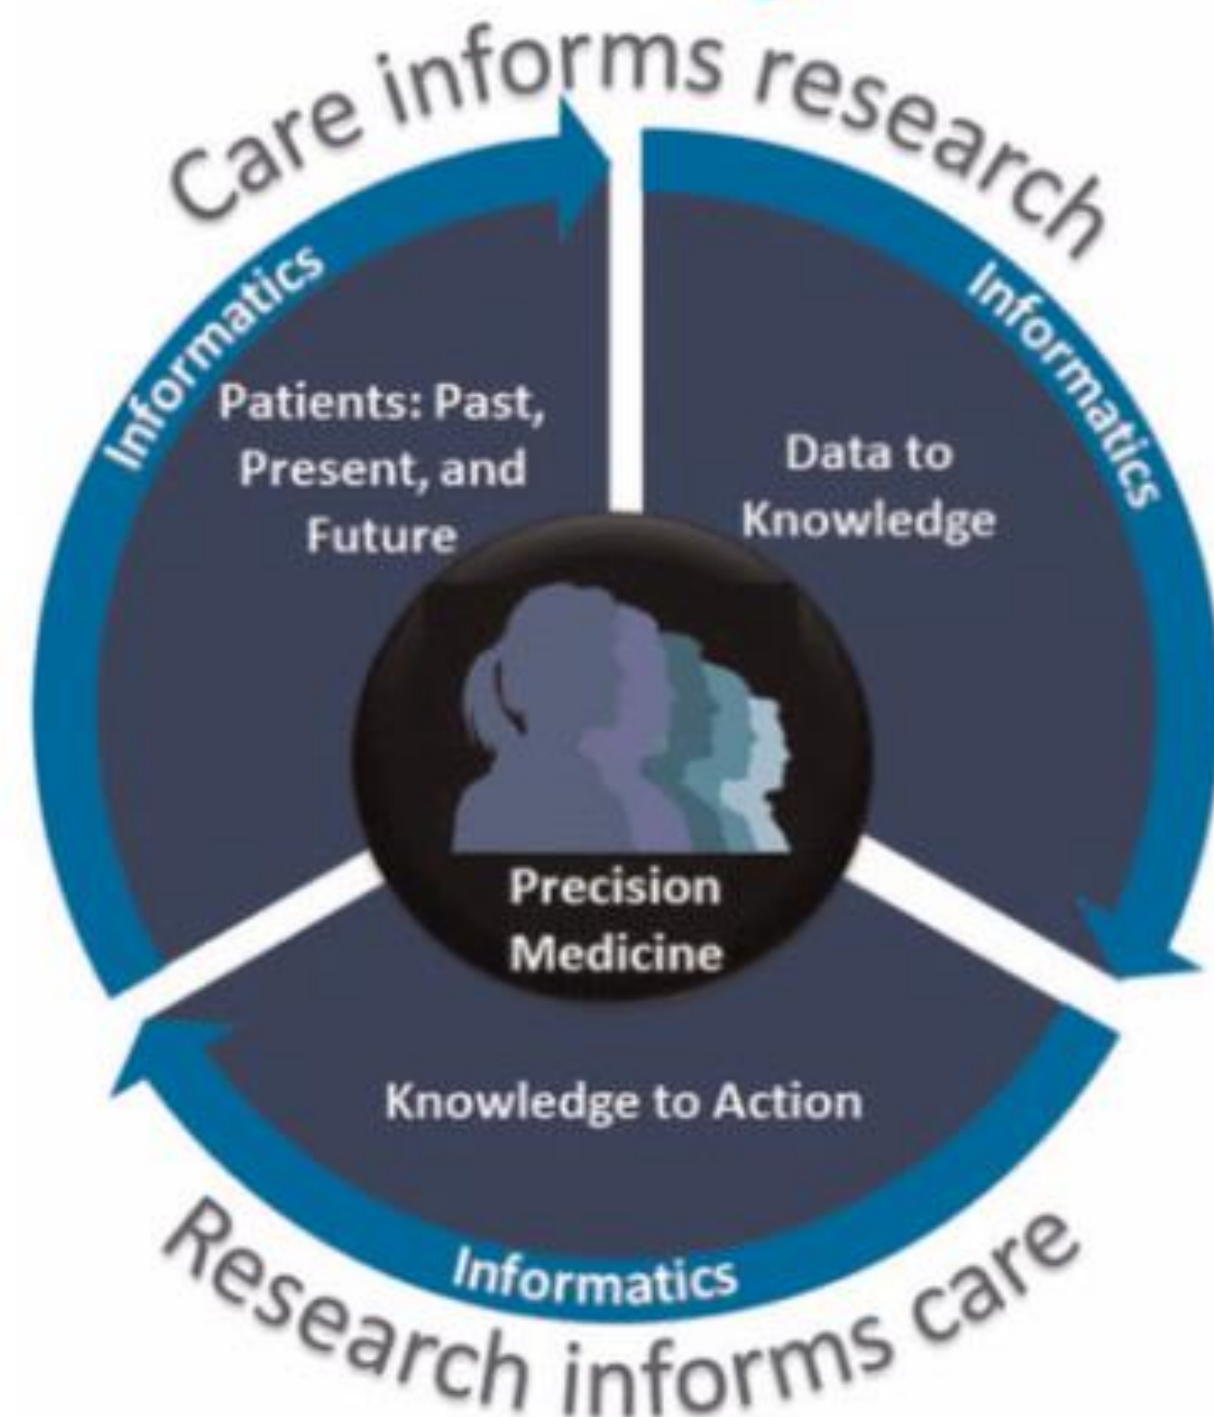 Care informs research
Informatics
Informatics
Patients: Past,
Present, and
Future
Data to
Knowledge
Precision
Medicine
Knowledge to Action
Informatics
Research informs care